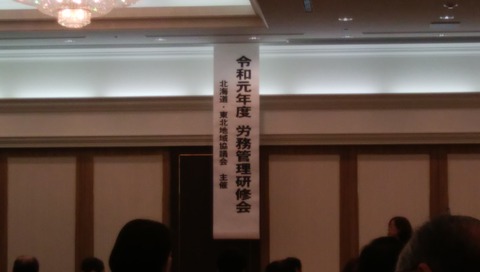 令和元年度 労務管理研修会
北海道・東北地域協議会 主催